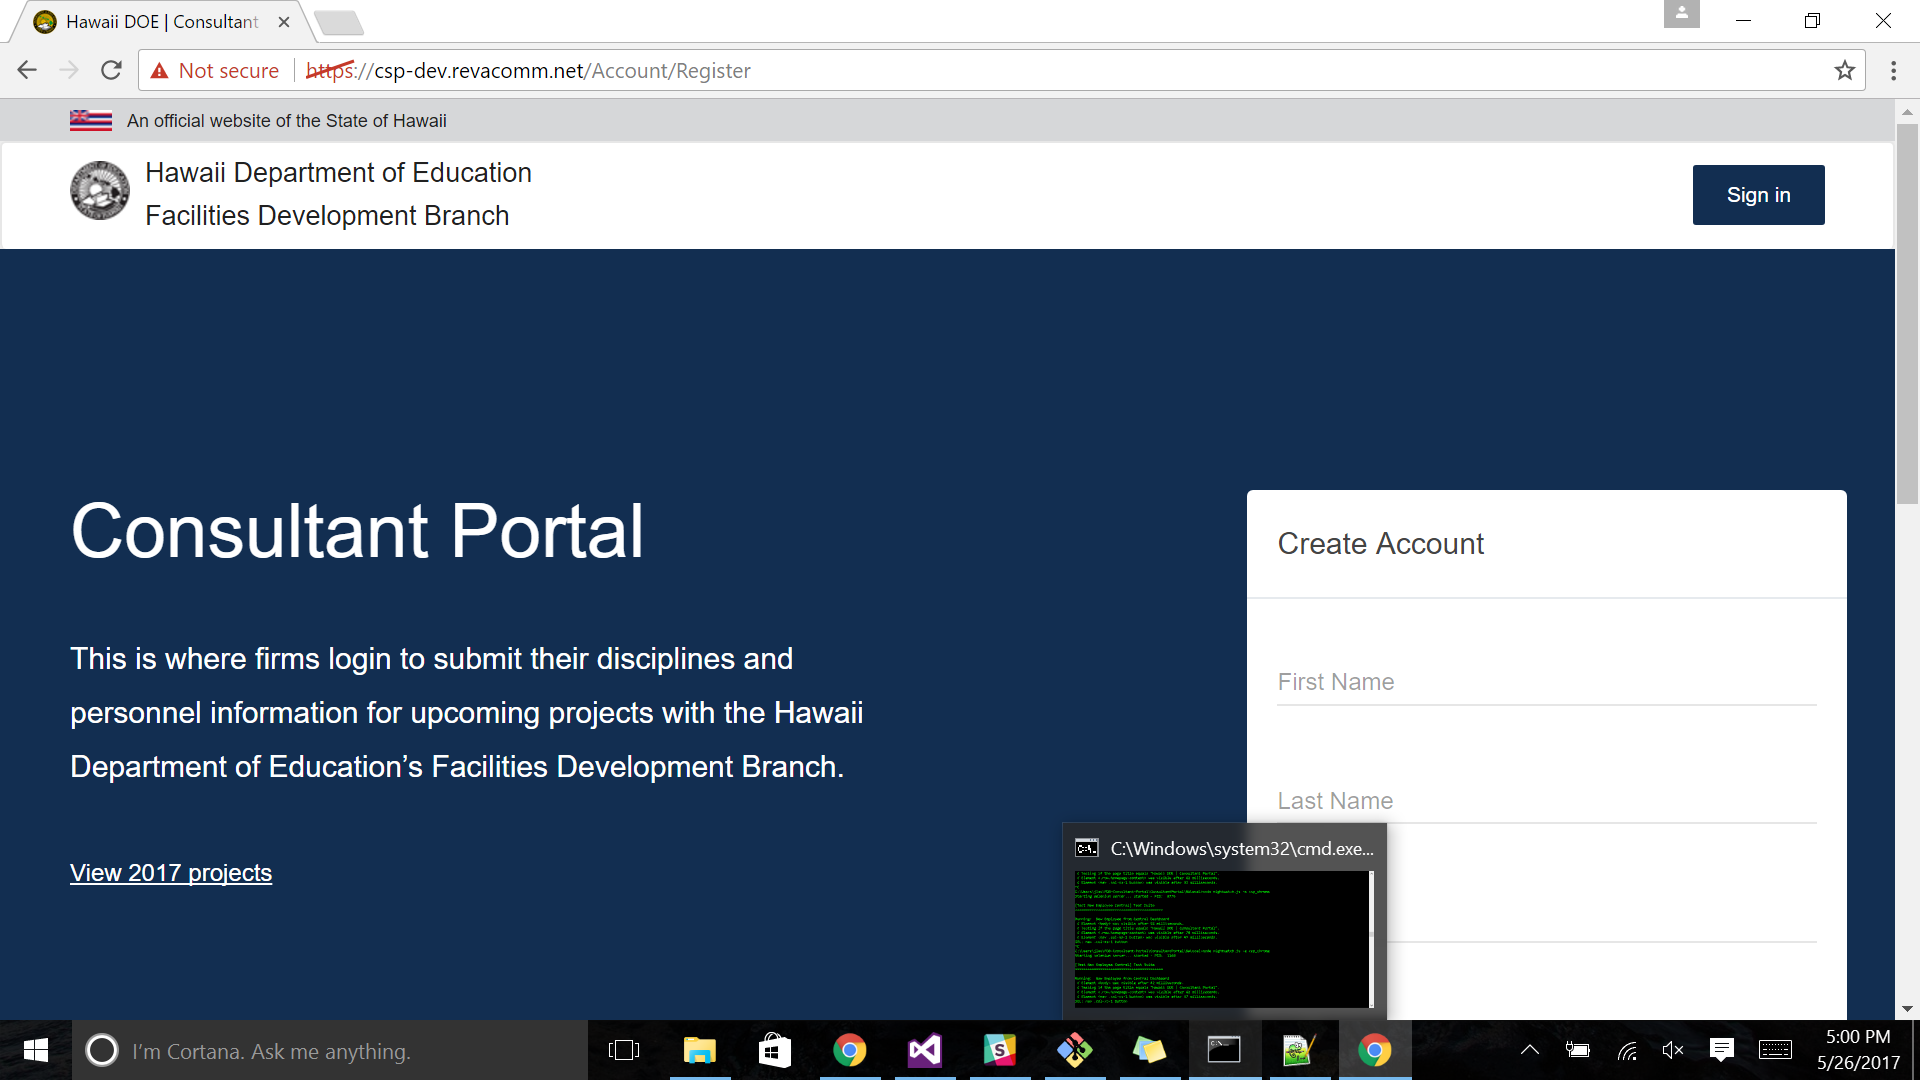 Hawaii DOE | Consultant
Not secure
https://csp-dev.revacomm.net/Account/Register
An official website of the State of Hawaii
Hawaii Department of Education
Facilities Development Branch
Sign in
Consultant Portal
This is where firms login to submit their disciplines and
personnel information for upcoming projects with the Hawaii
Department of Education’s Facilities Development Branch.
View 2017 projects
Create Account
First Name
Last Name
C:\Windows\system32\cmd.exe...
I'm Cortana. Ask me anything.
5:00 PM
5/26/2017